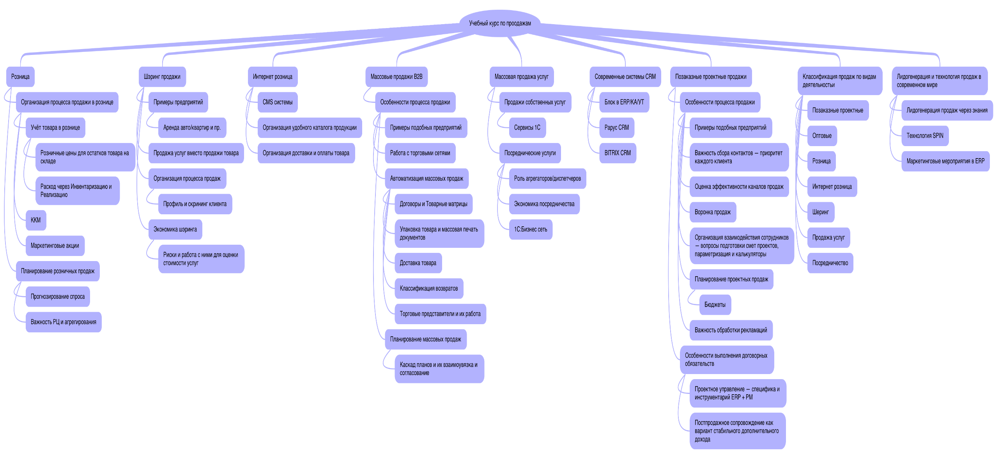 Учебный курс по проодажам
Розница
Организация процесса продажи в рознице
Учёт товара в рознице
Розничные цены для остатков товара на
складе
Расход через Инвентаризацию и
Реализацию
ККМ
Маркетинговые акции
Планирование розничных продаж
Прогнозирование спроса
Важность РЦ и агрегирования
Шэринг продажи
Примеры предприятий
Аренда авто/квартир и пр.
Продажа услуг вместо продажи товара
Организация процесса продаж
Профиль и скрининг клиента
Экономика шэринга
Риски и работа с ними для оценки
стоимости услуг
Интернет розница
CMS системы
Организация удобного каталога продукции
Организация доставки и оплаты товара
Массовые продажи B2B
Особенности процесса продажи
Примеры подобных предприятий
Работа с торговыми сетями
Автоматизация массовых продаж
Договоры и Товарные матрицы
Упаковка товара и массовая печать
документов
Доставка товара
Классификация возвратов
Торговые представители и их работа
Планирование массовых продаж
Каскад планов и их взаимоувязка и
согласование
Массовая продажа услуг
Продажи собственных услуг
Сервисы 1С
Посреднические услуги
Роль агрегаторов/диспетчеров
Экономика посредничества
1С:Бизнес сеть
Современные системы CRM
Блок в ERP/КА/УТ
Рарус CRM
BITRIX CRM
Позаказные проектные продажи
Особенности процесса продажи
Примеры подобных предприятий
Важность сбора контактов — приоритет
каждого клиента
Оценка эффективности каналов продаж
Воронка продаж
Организация взаимодействия сотрудников
— вопросы подготовки смет проектов,
параметризация и калькуляторы
Планирование проектных продаж
Бюджеты
Важность обработки рекламаций
Особенности выполнения договорных
обязательств
Проектное управление — специфика и
инструментарий ERP + PM
Постпродажное сопровождение как
вариант стабильного дополнительного
дохода
Классификация продаж по видам
деятельностьи
Позаказные проектные
Оптовые
Розница
Интернет розница
Шеринг
Продажа услуг
Посредничество
Лидогенерация и технология продаж в
современном мире
Лидогенерация продаж через знания
Технология SPIN
Маркетинговые мероприятия в ERP